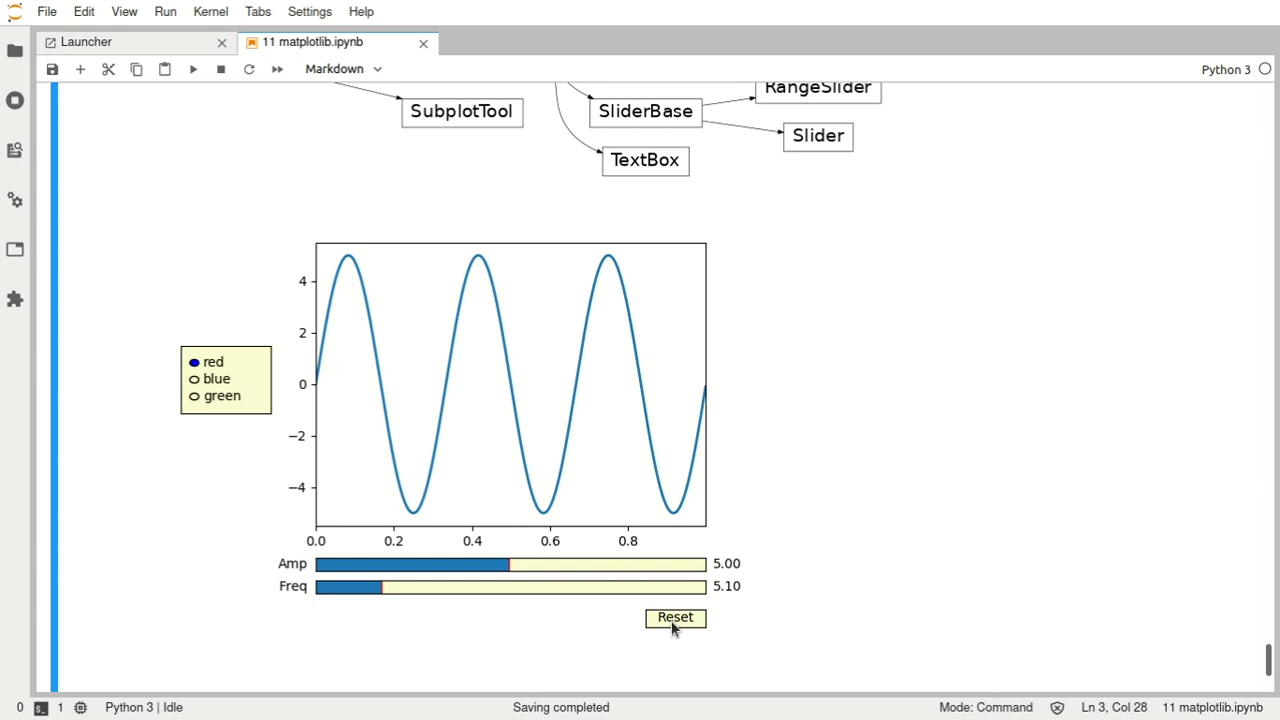 File Edit View Run Kernel Tabs Settings Help
Launcher
11 matplotlib.ipynb
Markdown
Python 3
RangeSlider
SubplotTool
SliderBase
Slider
TextBox
4
2
0
−2
−4
red
blue
green
0.0 0.2 0.4 0.6 0.8
Amp 5.00
Freq 5.10
Reset
0 1 Python 3 | Idle Saving completed Mode: Command Ln 3, Col 28 11 matplotlib.ipynb